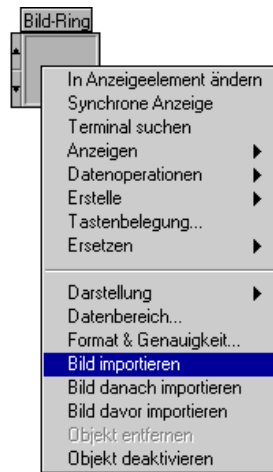 Bild-Ring
In Anzeigeelement ändern
Synchrone Anzeige
Terminal suchen
Anzeigen
Datenoperationen
Erstelle
Tastenbelegung...
Ersetzen
Darstellung
Datenbereich...
Format & Genauigkeit...
Bild importieren
Bild danach importieren
Bild davor importieren
Objekt entfernen
Objekt deaktivieren